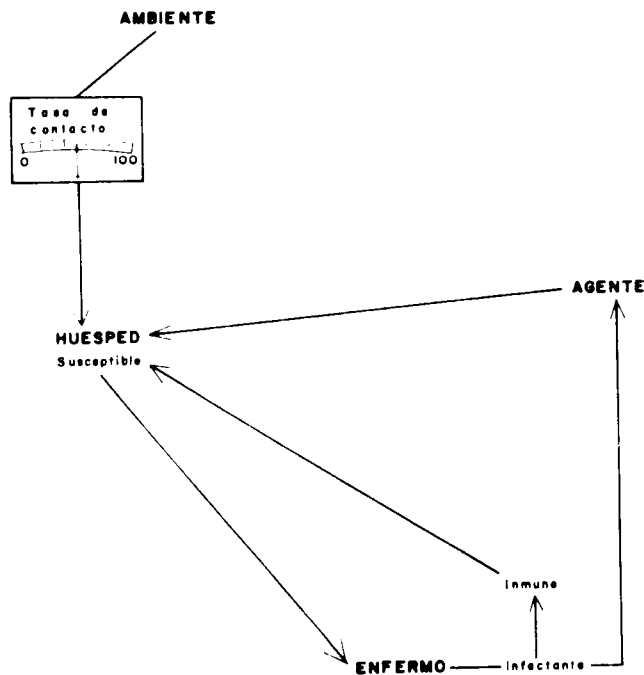 AMBIENTE
Tasa de
contacto
0 100
AGENTE
HUESPED
Susceptible
Inmune
ENFERMO Infectante